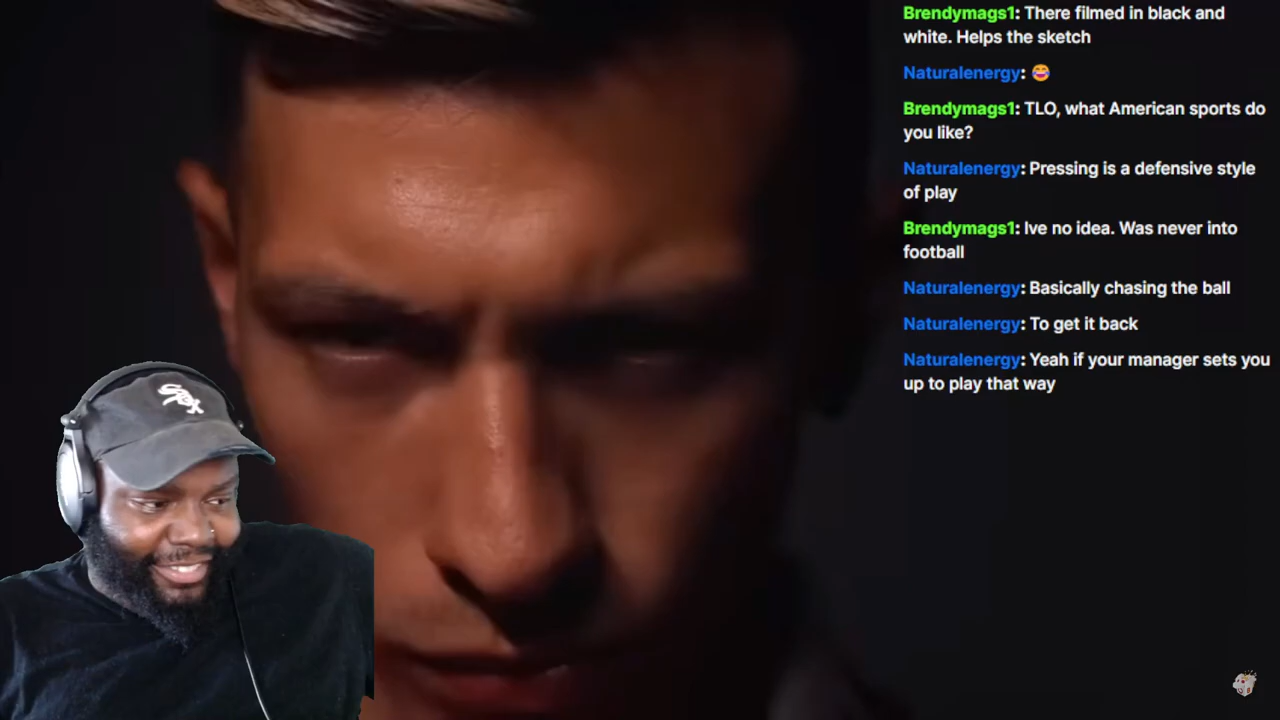 Brendymags1: There filmed in black and
white. Helps the sketch
Naturalenergy: 😂
Brendymags1: TLO, what American sports do
you like?
Naturalenergy: Pressing is a defensive style
of play
Brendymags1: Ive no idea. Was never into
football
Naturalenergy: Basically chasing the ball
Naturalenergy: To get it back
Naturalenergy: Yeah if your manager sets you
up to play that way